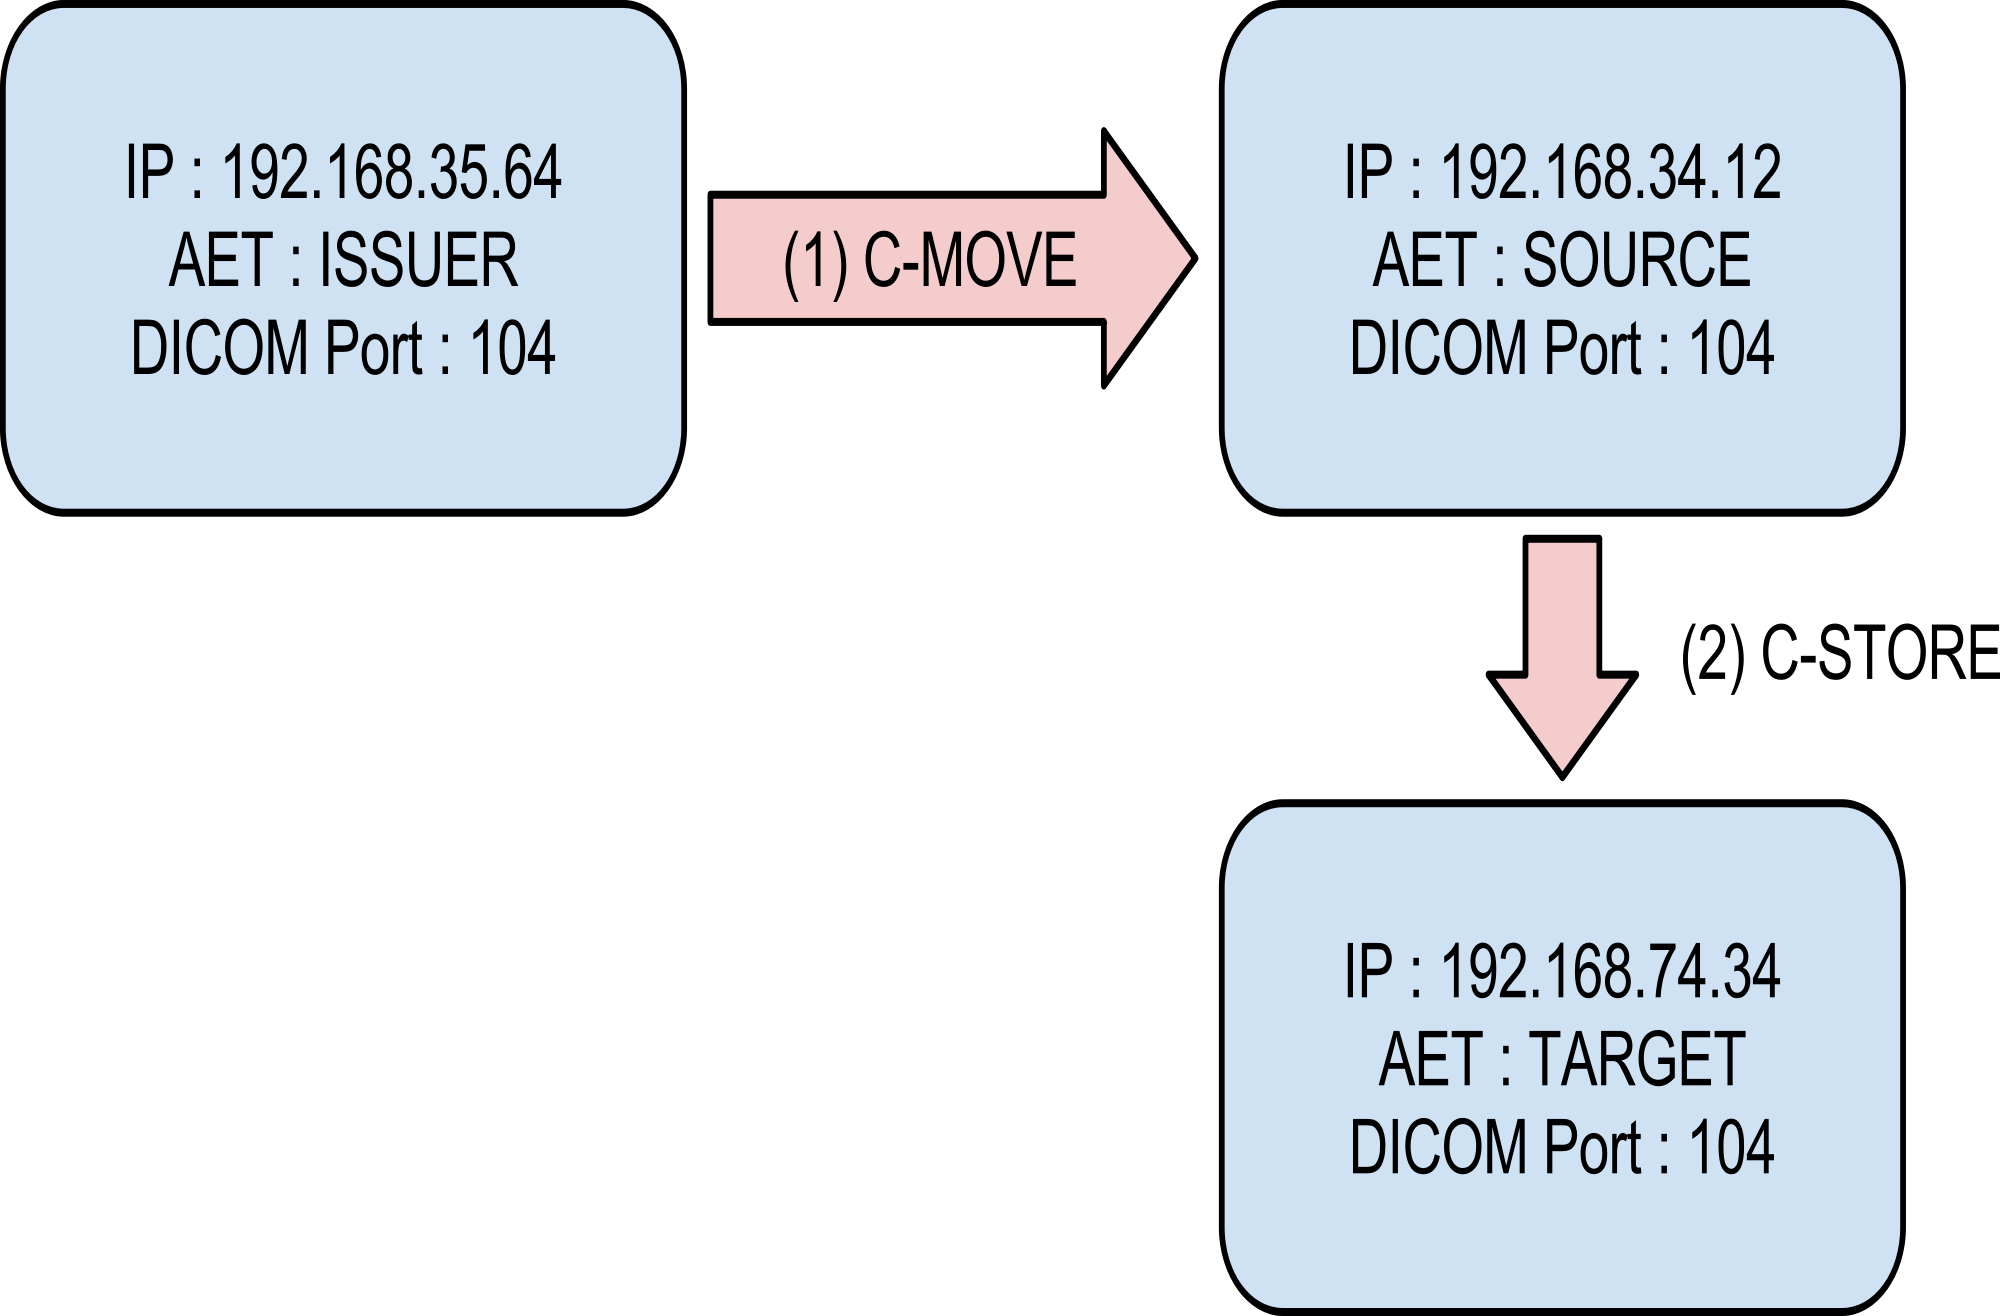 IP : 192.168.35.64
AET : ISSUER
DICOM Port : 104
(1) C-MOVE
IP : 192.168.34.12
AET : SOURCE
DICOM Port : 104
(2) C-STORE
IP : 192.168.74.34
AET : TARGET
DICOM Port : 104